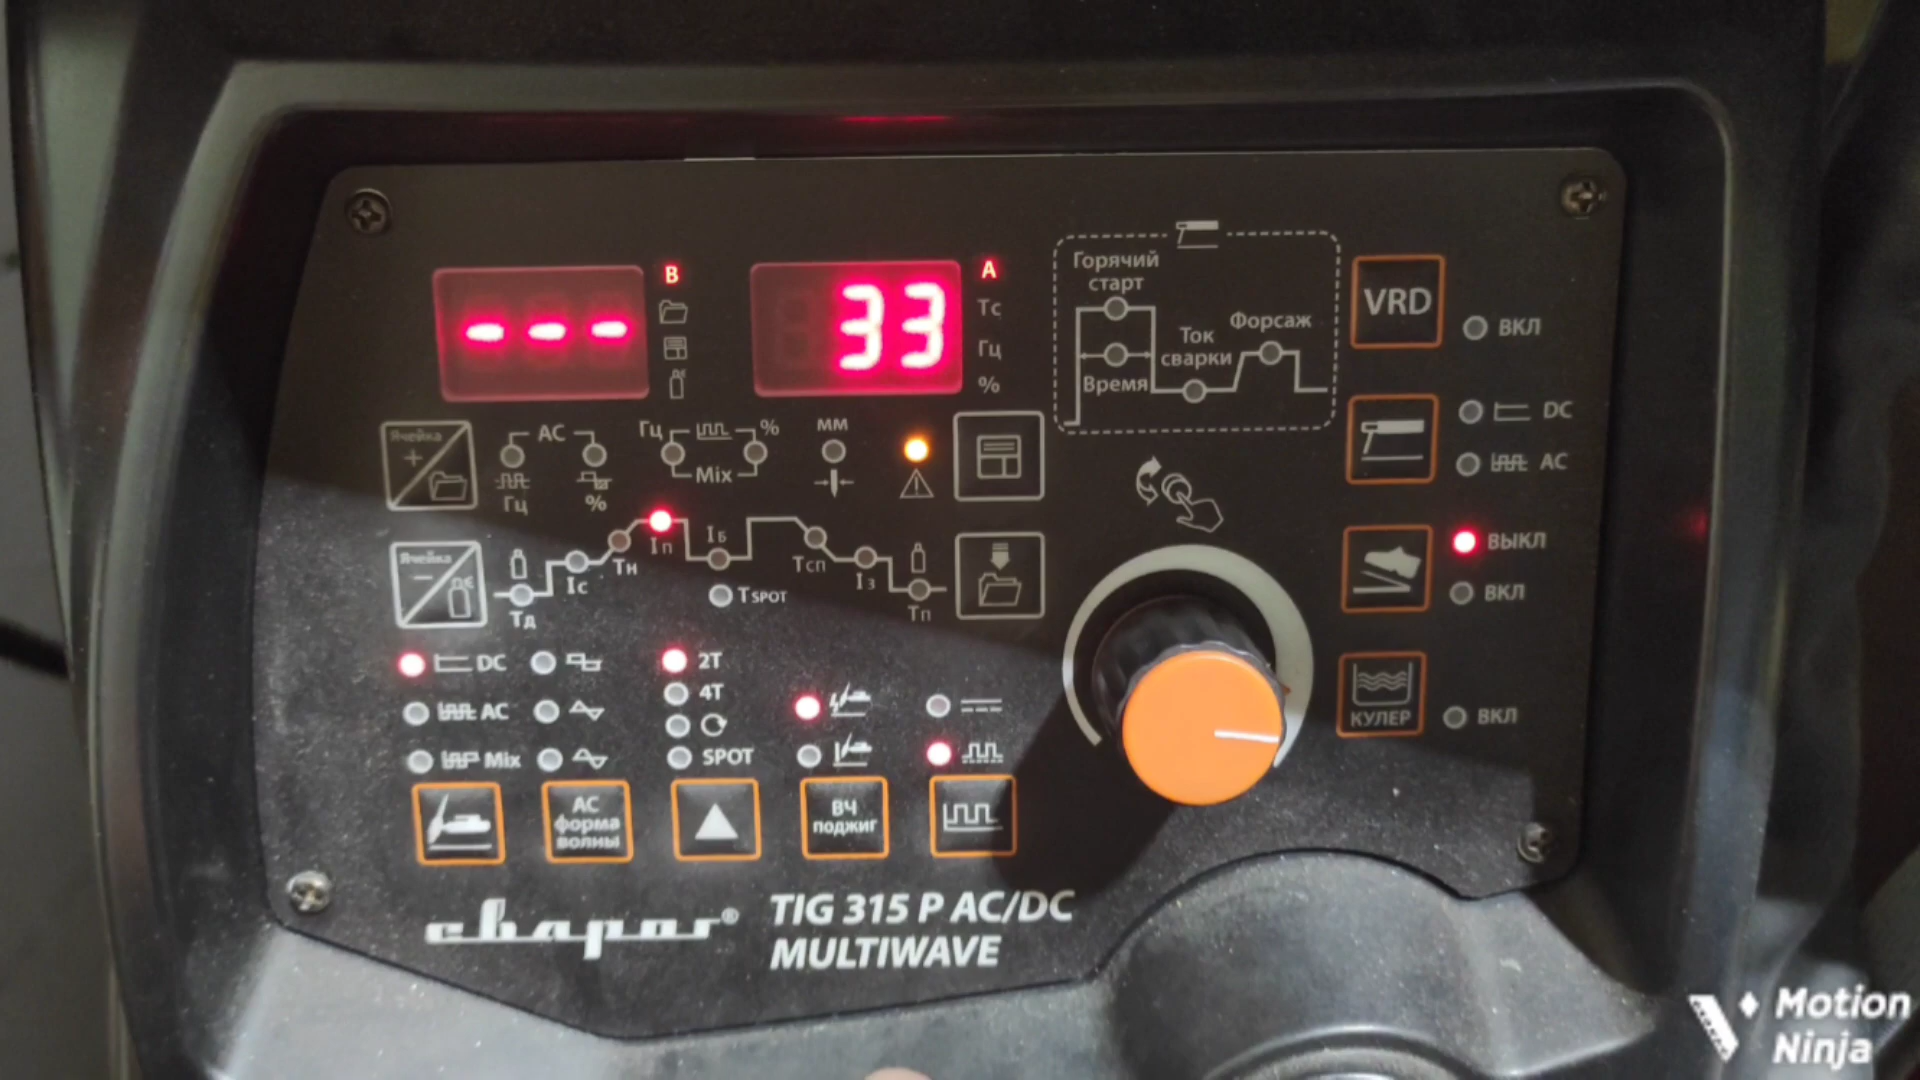 --- В
33 А
Тс
Гц
%
Горячий
старт
Время
Ток
сварки
Форсаж
VRD
ВКЛ
Ячейка
+
AC
Гц
%
Гц
%
Mix
мм
DC
AC
Ячейка
−
Тд
Iс
Тн
Iп
Iб
TSPOT
Тсп
Iз
Тп
ВЫКЛ
ВКЛ
DC
AC
Mix
2T
4T
SPOT
КУЛЕР
ВКЛ
AC
форма
волны
ВЧ
поджиг
сварог®
TIG 315 P AC/DC
MULTIWAVE
Motion
Ninja